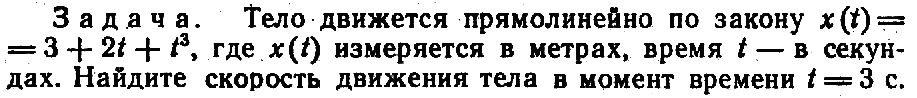 Задача. Тело движется прямолинейно по закону x(t)=
=3+2t+t³, где x(t) измеряется в метрах, время t — в секун-
дах. Найдите скорость движения тела в момент времени t=3 с.